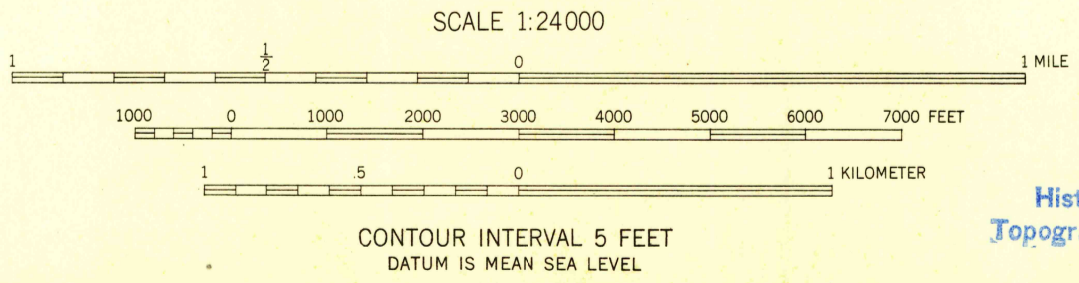 SCALE 1:24000
1 1/2 0 1 MILE
1000 0 1000 2000 3000 4000 5000 6000 7000 FEET
1 .5 0 1 KILOMETER
CONTOUR INTERVAL 5 FEET
DATUM IS MEAN SEA LEVEL
Hist
Topogr